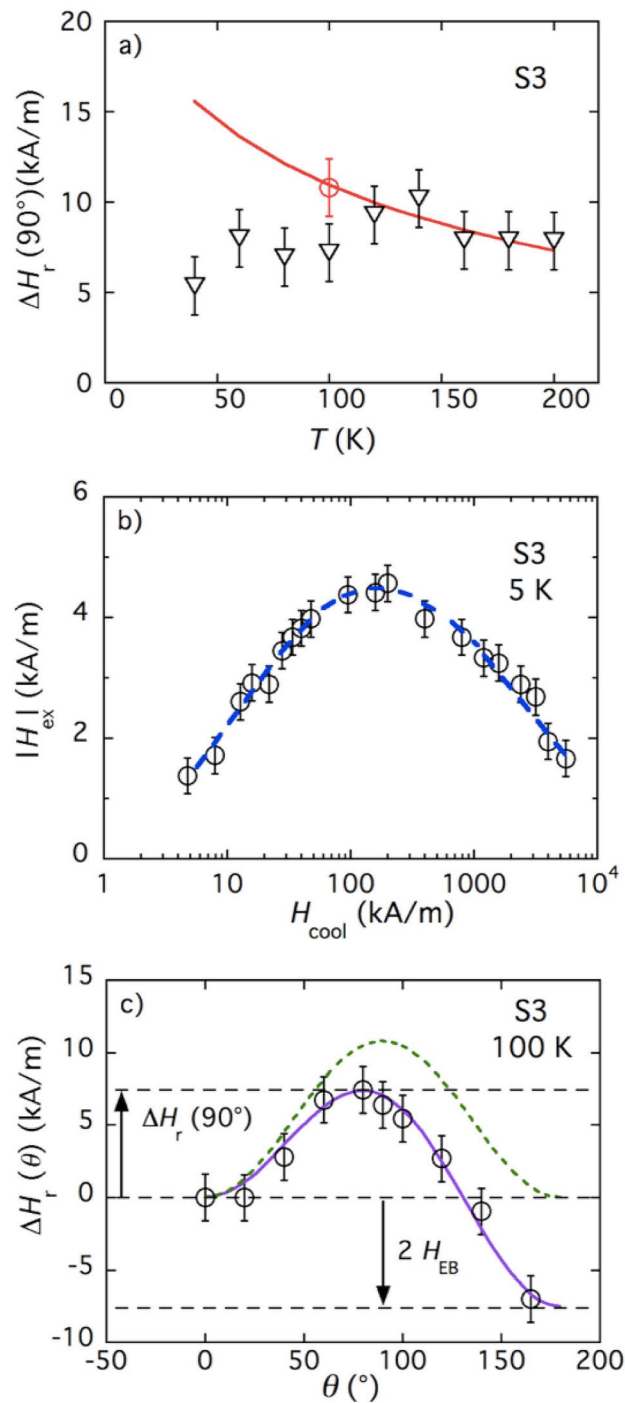 a)
S3
ΔHr (90°)(kA/m)
20
15
10
5
0
0
50
100
150
200
T (K)
b)
S3
5 K
|Hex| (kA/m)
6
4
2
0
1
10
100
1000
10⁴
Hcool (kA/m)
c)
S3
100 K
ΔHr (θ) (kA/m)
15
10
5
0
-5
-10
ΔHr (90°)
2 HEB
-50
0
50
100
150
200
θ (°)